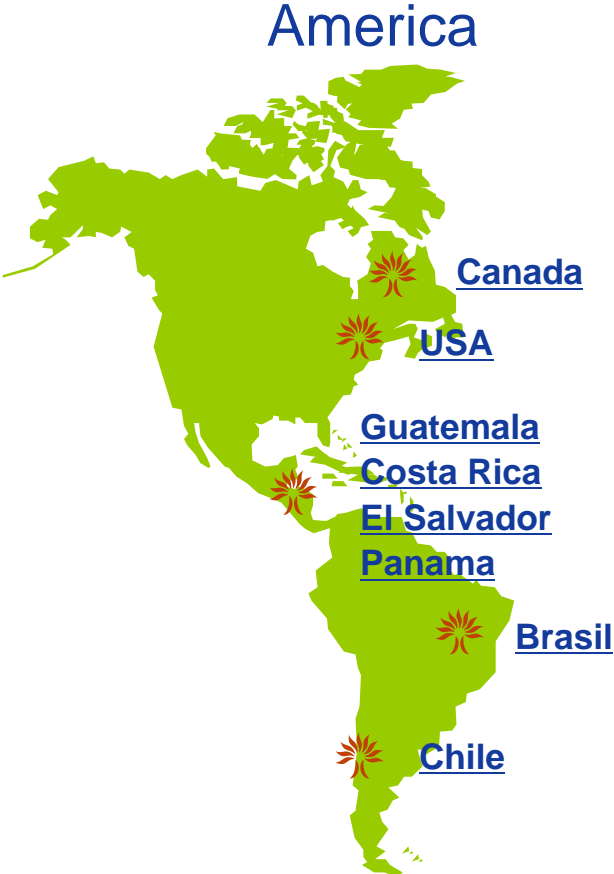 America
Canada
USA
Guatemala
Costa Rica
El Salvador
Panama
Brasil
Chile